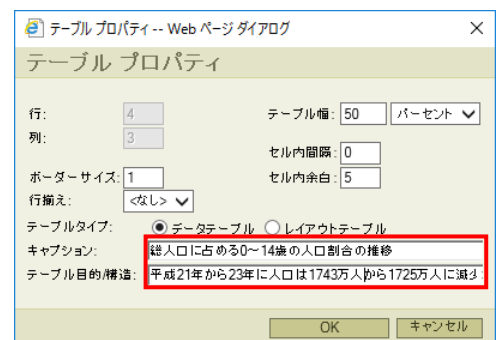 テーブル プロパティ -- Web ページ ダイアログ
テーブル プロパティ
行: 4 テーブル幅: 50 パーセント
列: 3
セル内間隔: 0
ボーダーサイズ: 1 セル内余白: 5
行揃え: <なし>
テーブルタイプ: データテーブル レイアウトテーブル
キャプション: 総人口に占める0～14歳の人口割合の推移
テーブル目的/構造: 平成21年から23年に人口は1743万人から1725万人に減少
OK キャンセル